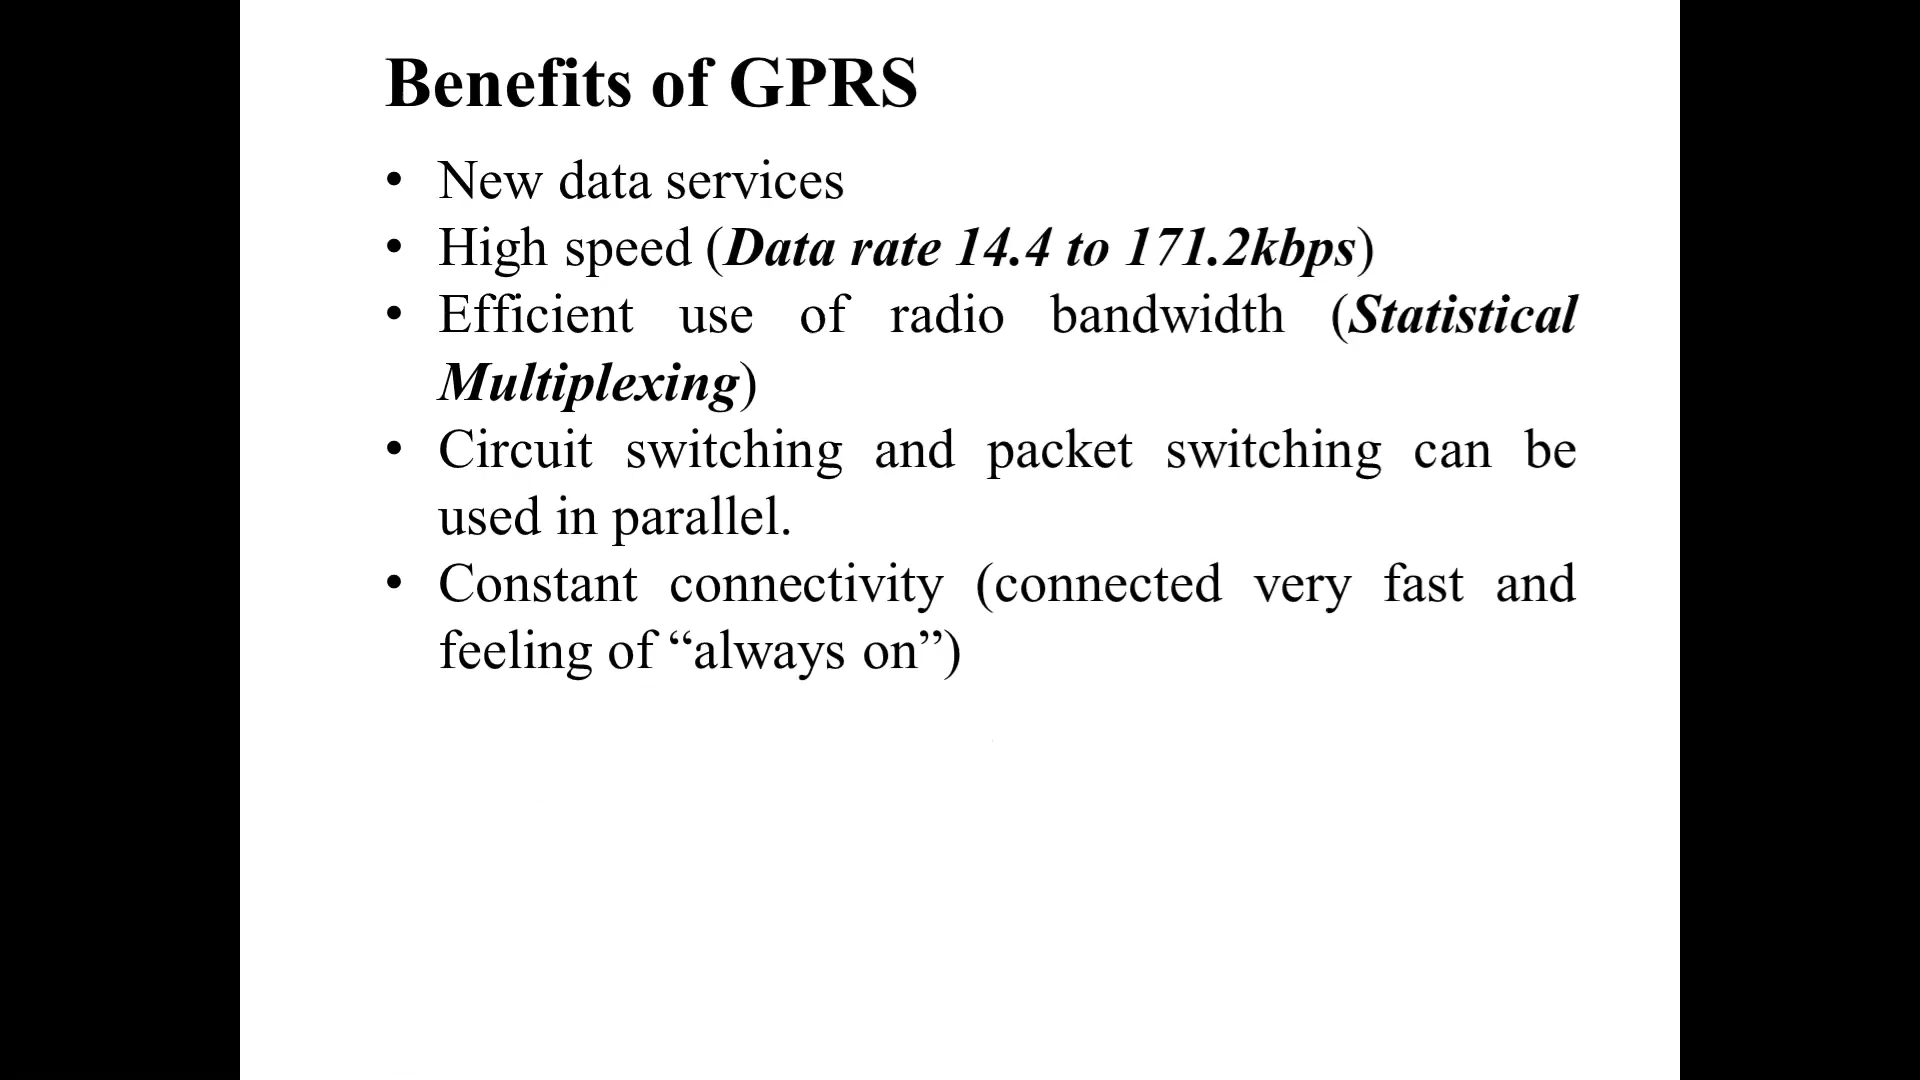 Benefits of GPRS
• New data services
• High speed (Data rate 14.4 to 171.2kbps)
• Efficient use of radio bandwidth (Statistical
Multiplexing)
• Circuit switching and packet switching can be
used in parallel.
• Constant connectivity (connected very fast and
feeling of “always on”)